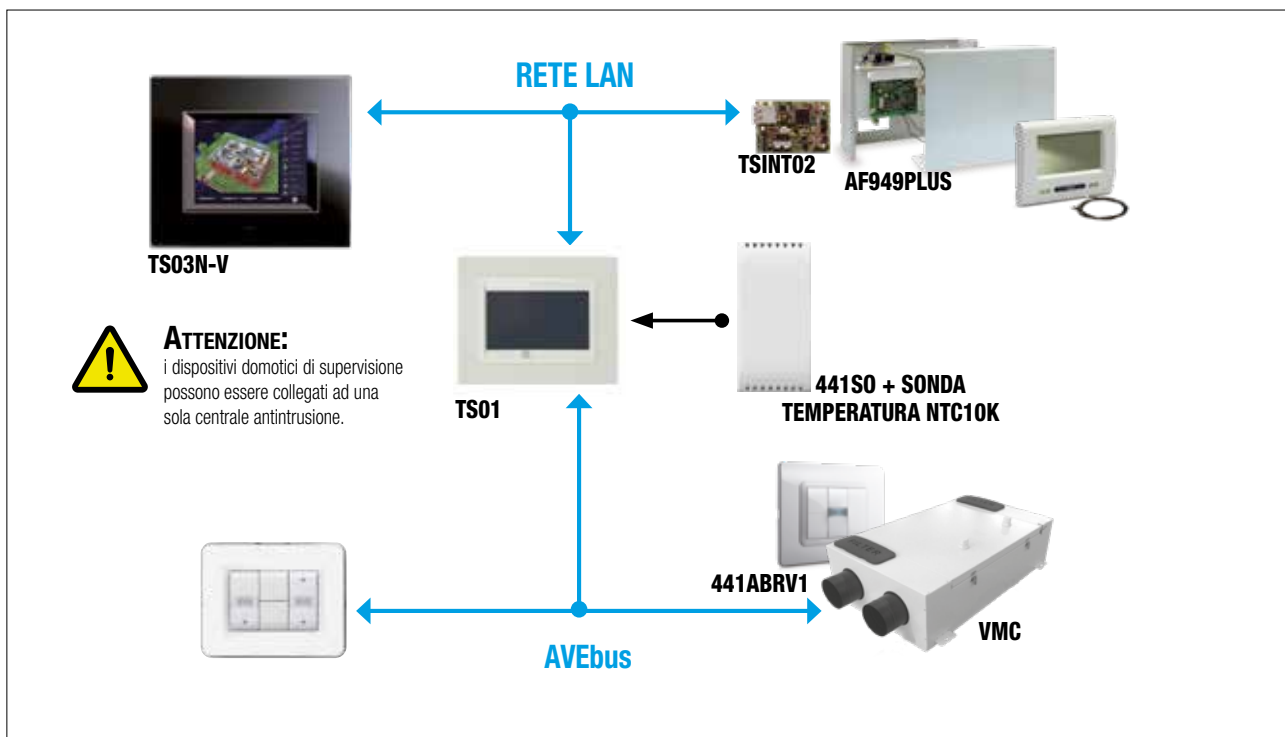 RETE LAN
TSINT02
AF949PLUS
TS03N-V
ATTENZIONE:
i dispositivi domotici di supervisione
possono essere collegati ad una
sola centrale antintrusione.
TS01
441SO + SONDA
TEMPERATURA NTC10K
441ABRV1
FILTER
VMC
AVEbus